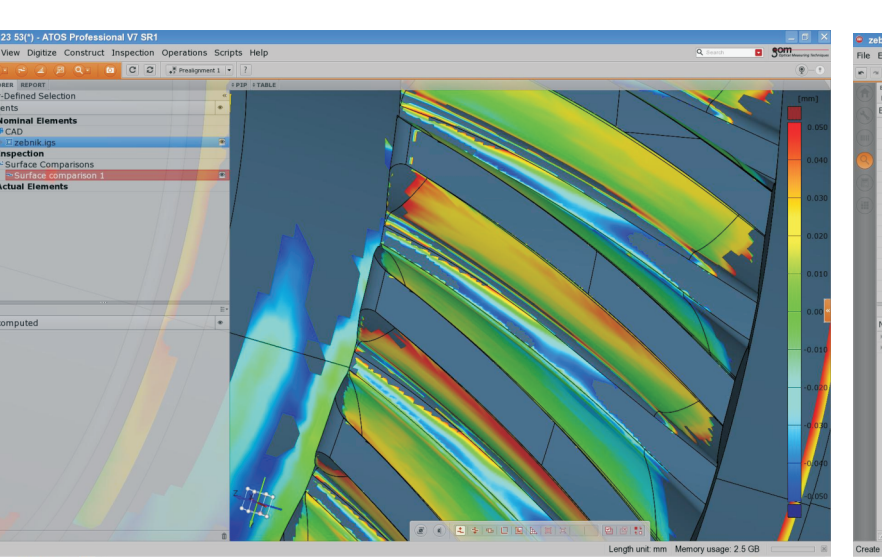 23 53(*) - ATOS Professional V7 SR1
View Digitize Construct Inspection Operations Scripts Help
Search
gom
Prealignment 1
REPORT
PIP TABLE
-Defined Selection
Nominal Elements
CAD
zebnik.igs
nspection
Surface Comparisons
Surface comparison 1
Actual Elements
omputed
[mm]
0.050
0.040
0.030
0.020
0.010
0.00
-0.010
-0.020
-0.030
-0.040
-0.050
Length unit: mm Memory usage: 2.5 GB
zeb
File E
Create